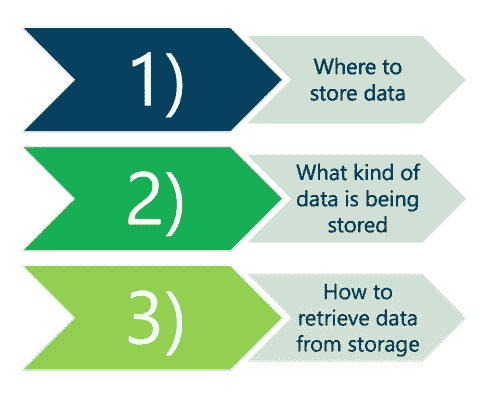 1)
Where to
store data
2)
What kind of
data is being
stored
3)
How to
retrieve data
from storage